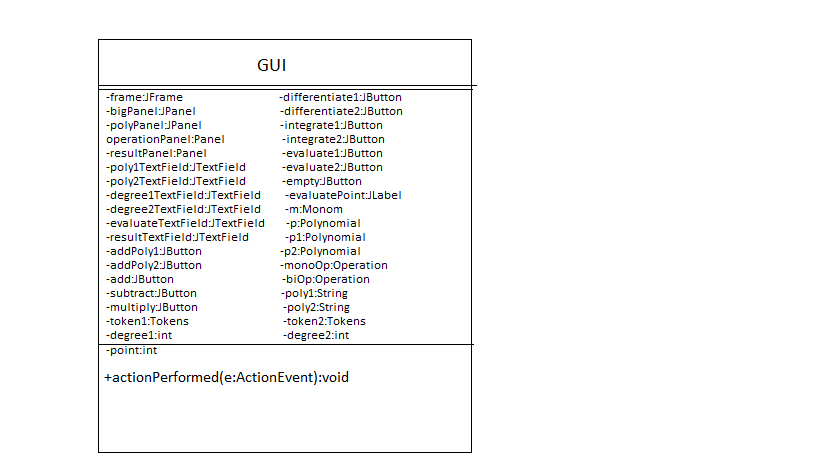 GUI
-frame:JFrame -differentiate1:JButton
-bigPanel:JPanel -differentiate2:JButton
-polyPanel:JPanel -integrate1:JButton
operationPanel:Panel -integrate2:JButton
-resultPanel:Panel -evaluate1:JButton
-poly1TextField:JTextField -evaluate2:JButton
-poly2TextField:JTextField -empty:JButton
-degree1TextField:JTextField -evaluatePoint:JLabel
-degree2TextField:JTextField -m:Monom
-evaluateTextField:JTextField -p:Polynomial
-resultTextField:JTextField -p1:Polynomial
-addPoly1:JButton -p2:Polynomial
-addPoly2:JButton -monoOp:Operation
-add:JButton -biOp:Operation
-subtract:JButton -poly1:String
-multiply:JButton -poly2:String
-token1:Tokens -token2:Tokens
-degree1:int -degree2:int
-point:int
+actionPerformed(e:ActionEvent):void